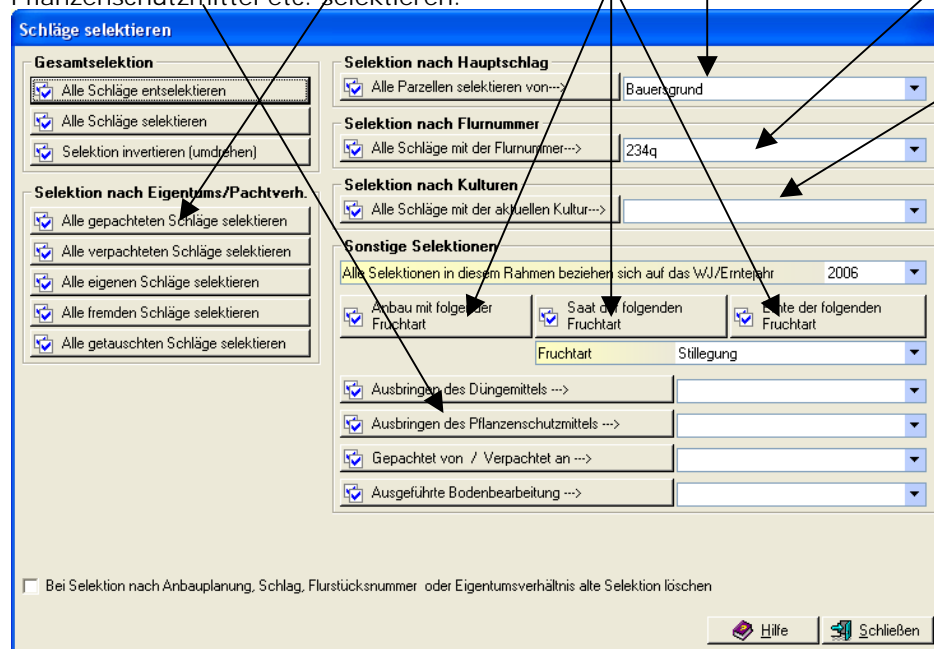 Pflanzenschutzmittel etc. selektieren.
Schläge selektieren
Gesamtselektion
Alle Schläge entselektieren
Alle Schläge selektieren
Selektion invertieren (umdrehen)
Selektion nach Eigentums/Pachtverh.
Alle gepachteten Schläge selektieren
Alle verpachteten Schläge selektieren
Alle eigenen Schläge selektieren
Alle fremden Schläge selektieren
Alle getauschten Schläge selektieren
Selektion nach Hauptschlag
Alle Parzellen selektieren von---> Bauersgrund
Selektion nach Flurnummer
Alle Schläge mit der Flurnummer---> 234q
Selektion nach Kulturen
Alle Schläge mit der aktuellen Kultur--->
Sonstige Selektionen
Alle Selektionen in diesem Rahmen beziehen sich auf das WJ/Erntejahr 2006
Anbau mit folgender
Fruchtart
Saat der folgenden
Fruchtart
Ernte der folgenden
Fruchtart
Fruchtart Stillegung
Ausbringen des Düngemittels --->
Ausbringen des Pflanzenschutzmittels --->
Gepachtet von / Verpachtet an --->
Ausgeführte Bodenbearbeitung --->
Bei Selektion nach Anbauplanung, Schlag, Flurstücksnummer oder Eigentumsverhältnis alte Selektion löschen
Hilfe
Schließen